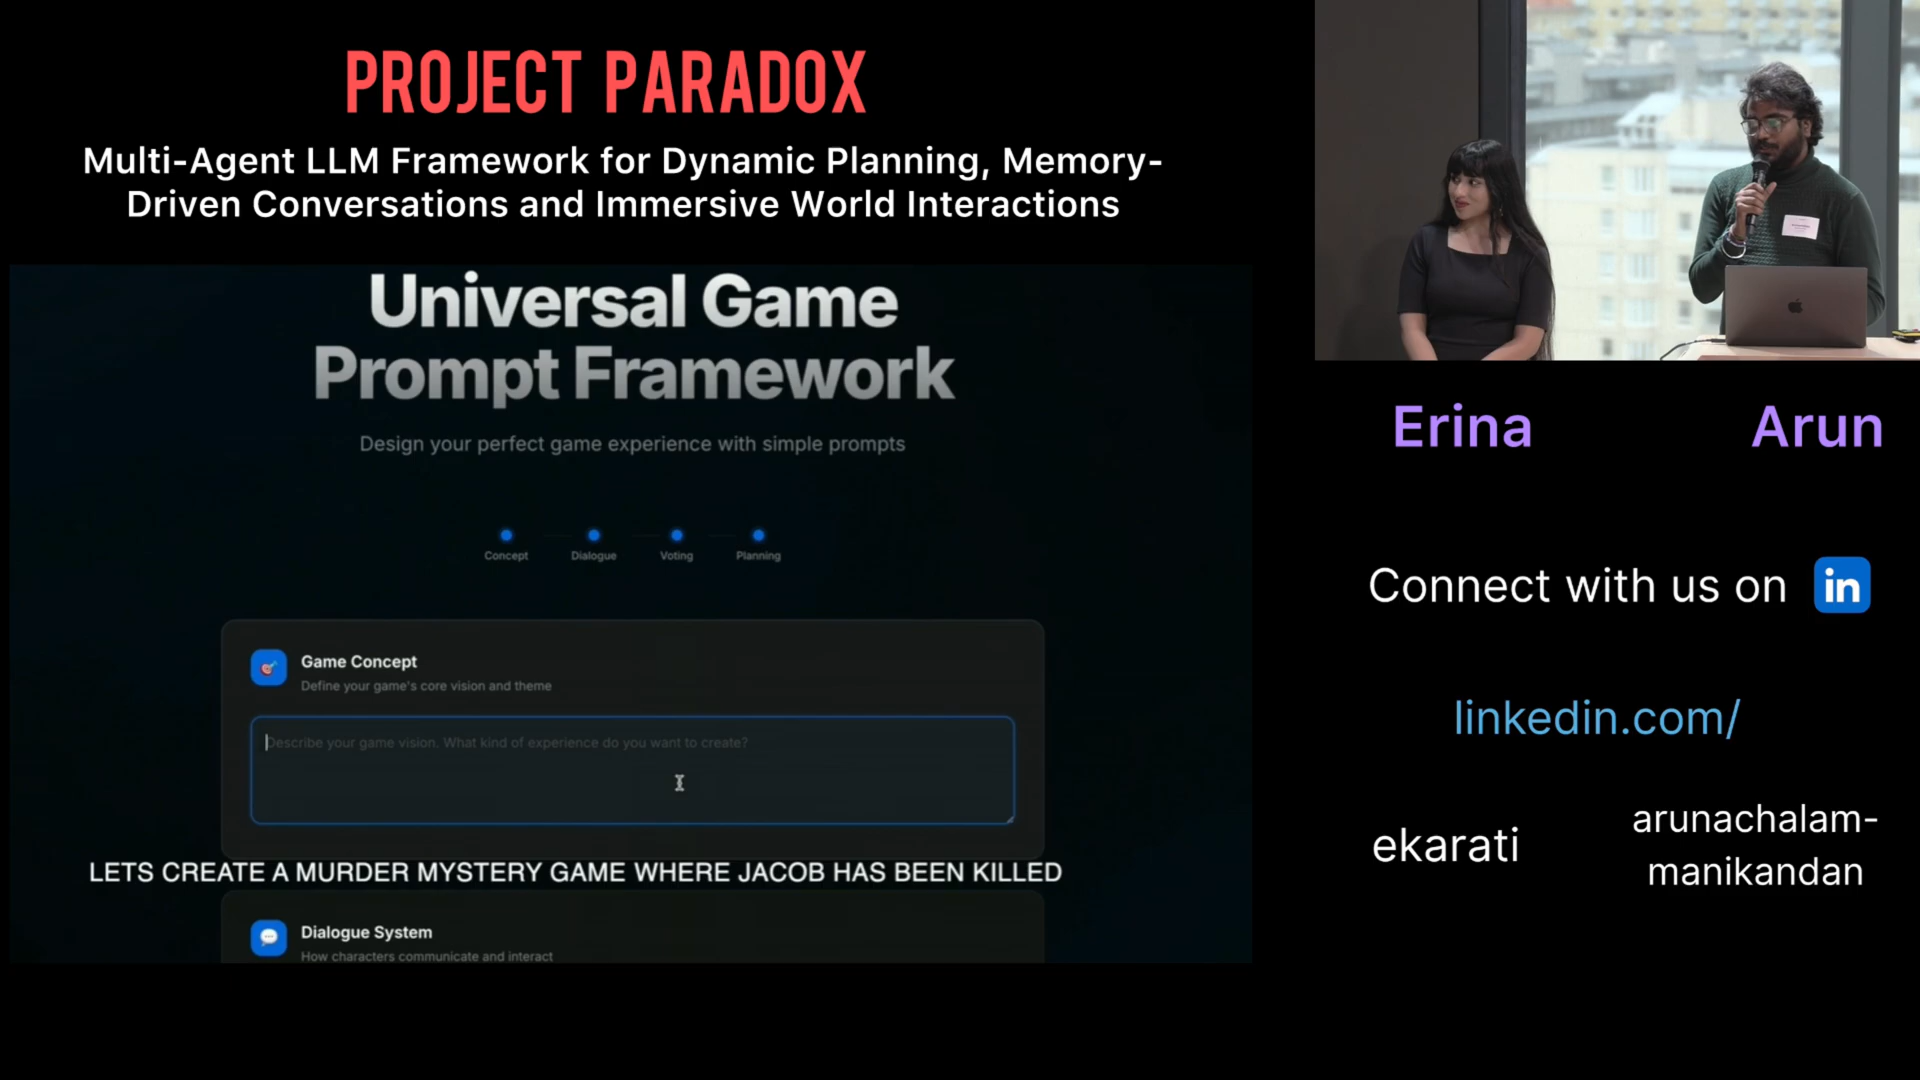 PROJECT PARADOX
Multi-Agent LLM Framework for Dynamic Planning, Memory-
Driven Conversations and Immersive World Interactions
Universal Game
Prompt Framework
Design your perfect game experience with simple prompts
Concept
Dialogue
Voting
Planning
Game Concept
Define your game's core vision and theme
Describe your game vision. What kind of experience do you want to create?
LETS CREATE A MURDER MYSTERY GAME WHERE JACOB HAS BEEN KILLED
Dialogue System
How characters communicate and interact
Erina
Arun
Connect with us on in
linkedin.com/
ekarati
arunachalam-
manikandan